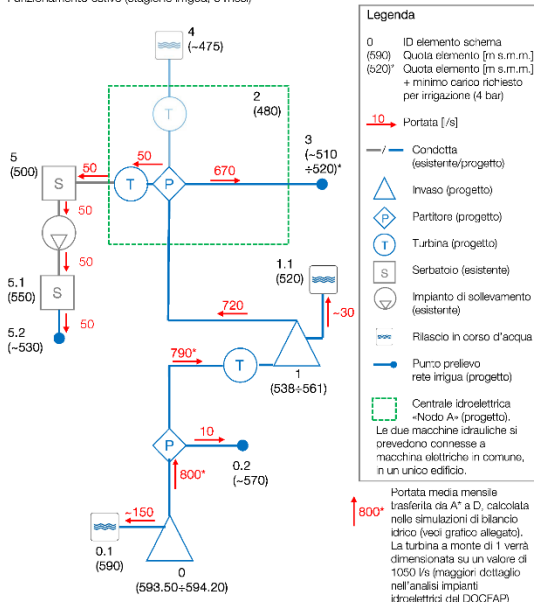 Funzionamento estivo (stagione irrigua, 5 mesi)
4
(~475)
T
2
(480)
5
(500)
50
50
670
3
(~510
÷520)*
S
T
P
50
50
5.1
(550)
S
5.2
(~530)
50
1.1
(520)
720
~30
790*
T
1
(538÷561)
P
10
0.2
(~570)
800*
~150
0.1
(590)
0
(593.50÷594.20)
Legenda
0 ID elemento schema
(590) Quota elemento [m s.m.m.]
(520)* Quota elemento [m s.m.m.]
+ minimo carico richiesto
per irrigazione (4 bar)
10 Portata [l/s]
Condotta
(esistente/progetto)
Invaso (progetto)
P Partitore (progetto)
T Turbina (progetto)
S Serbatoio (esistente)
Impianto di sollevamento
(esistente)
Rilascio in corso d'acqua
Punto prelievo
rete irrigua (progetto)
Centrale idroelettrica
«Nodo A» (progetto).
Le due macchine idrauliche si
prevedono connesse a
macchina elettriche in comune,
in un unico edificio.
800* Portata media mensile
trasferita da A* a D, calcolata
nelle simulazioni di bilancio
idrico (veci grafico allegato).
La turbina a monte di 1 verrà
dimensionata su un valore di
1050 l/s (maggiori dottaglio
nell'analisi impianti
idroelettrici del DOCFAP)